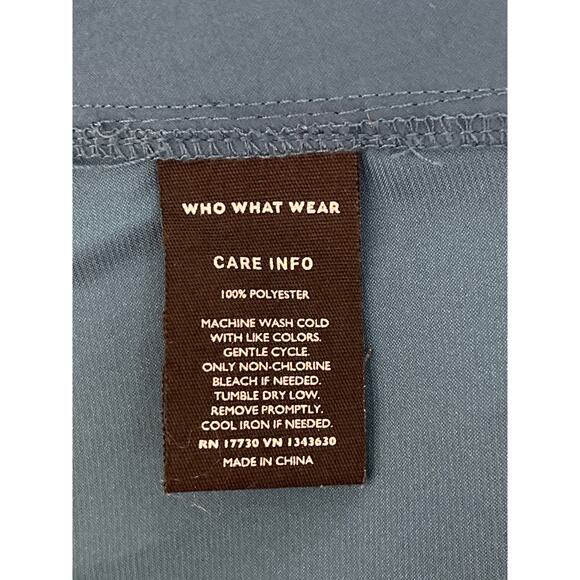 WHO WHAT WEAR
CARE INFO
100% POLYESTER
MACHINE WASH COLD
WITH LIKE COLORS.
GENTLE CYCLE.
ONLY NON-CHLORINE
BLEACH IF NEEDED.
TUMBLE DRY LOW.
REMOVE PROMPTLY.
COOL IRON IF NEEDED.
RN 17730 VN 1343630
MADE IN CHINA